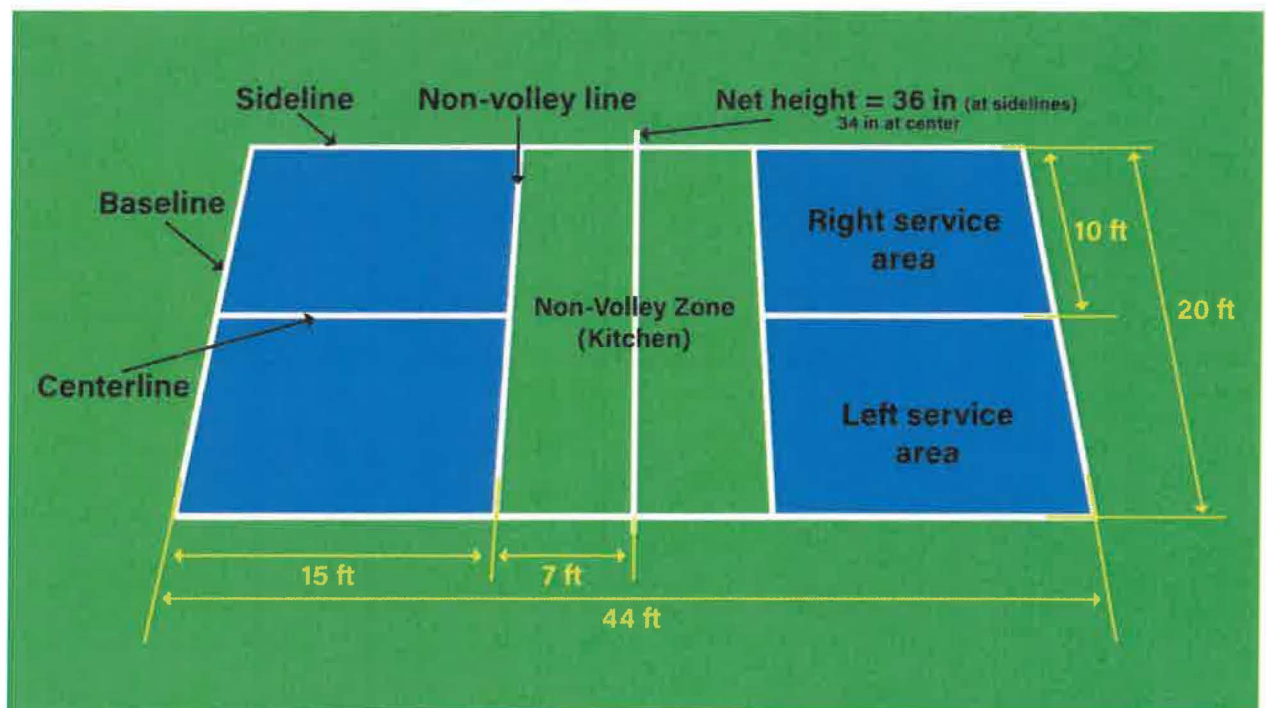 Sideline
Non-volley line
Net height = 36 in (at sidelines)
34 in at center
Baseline
Right service
area
10 ft
Non-Volley Zone
(Kitchen)
20 ft
Centerline
Left service
area
15 ft
7 ft
44 ft